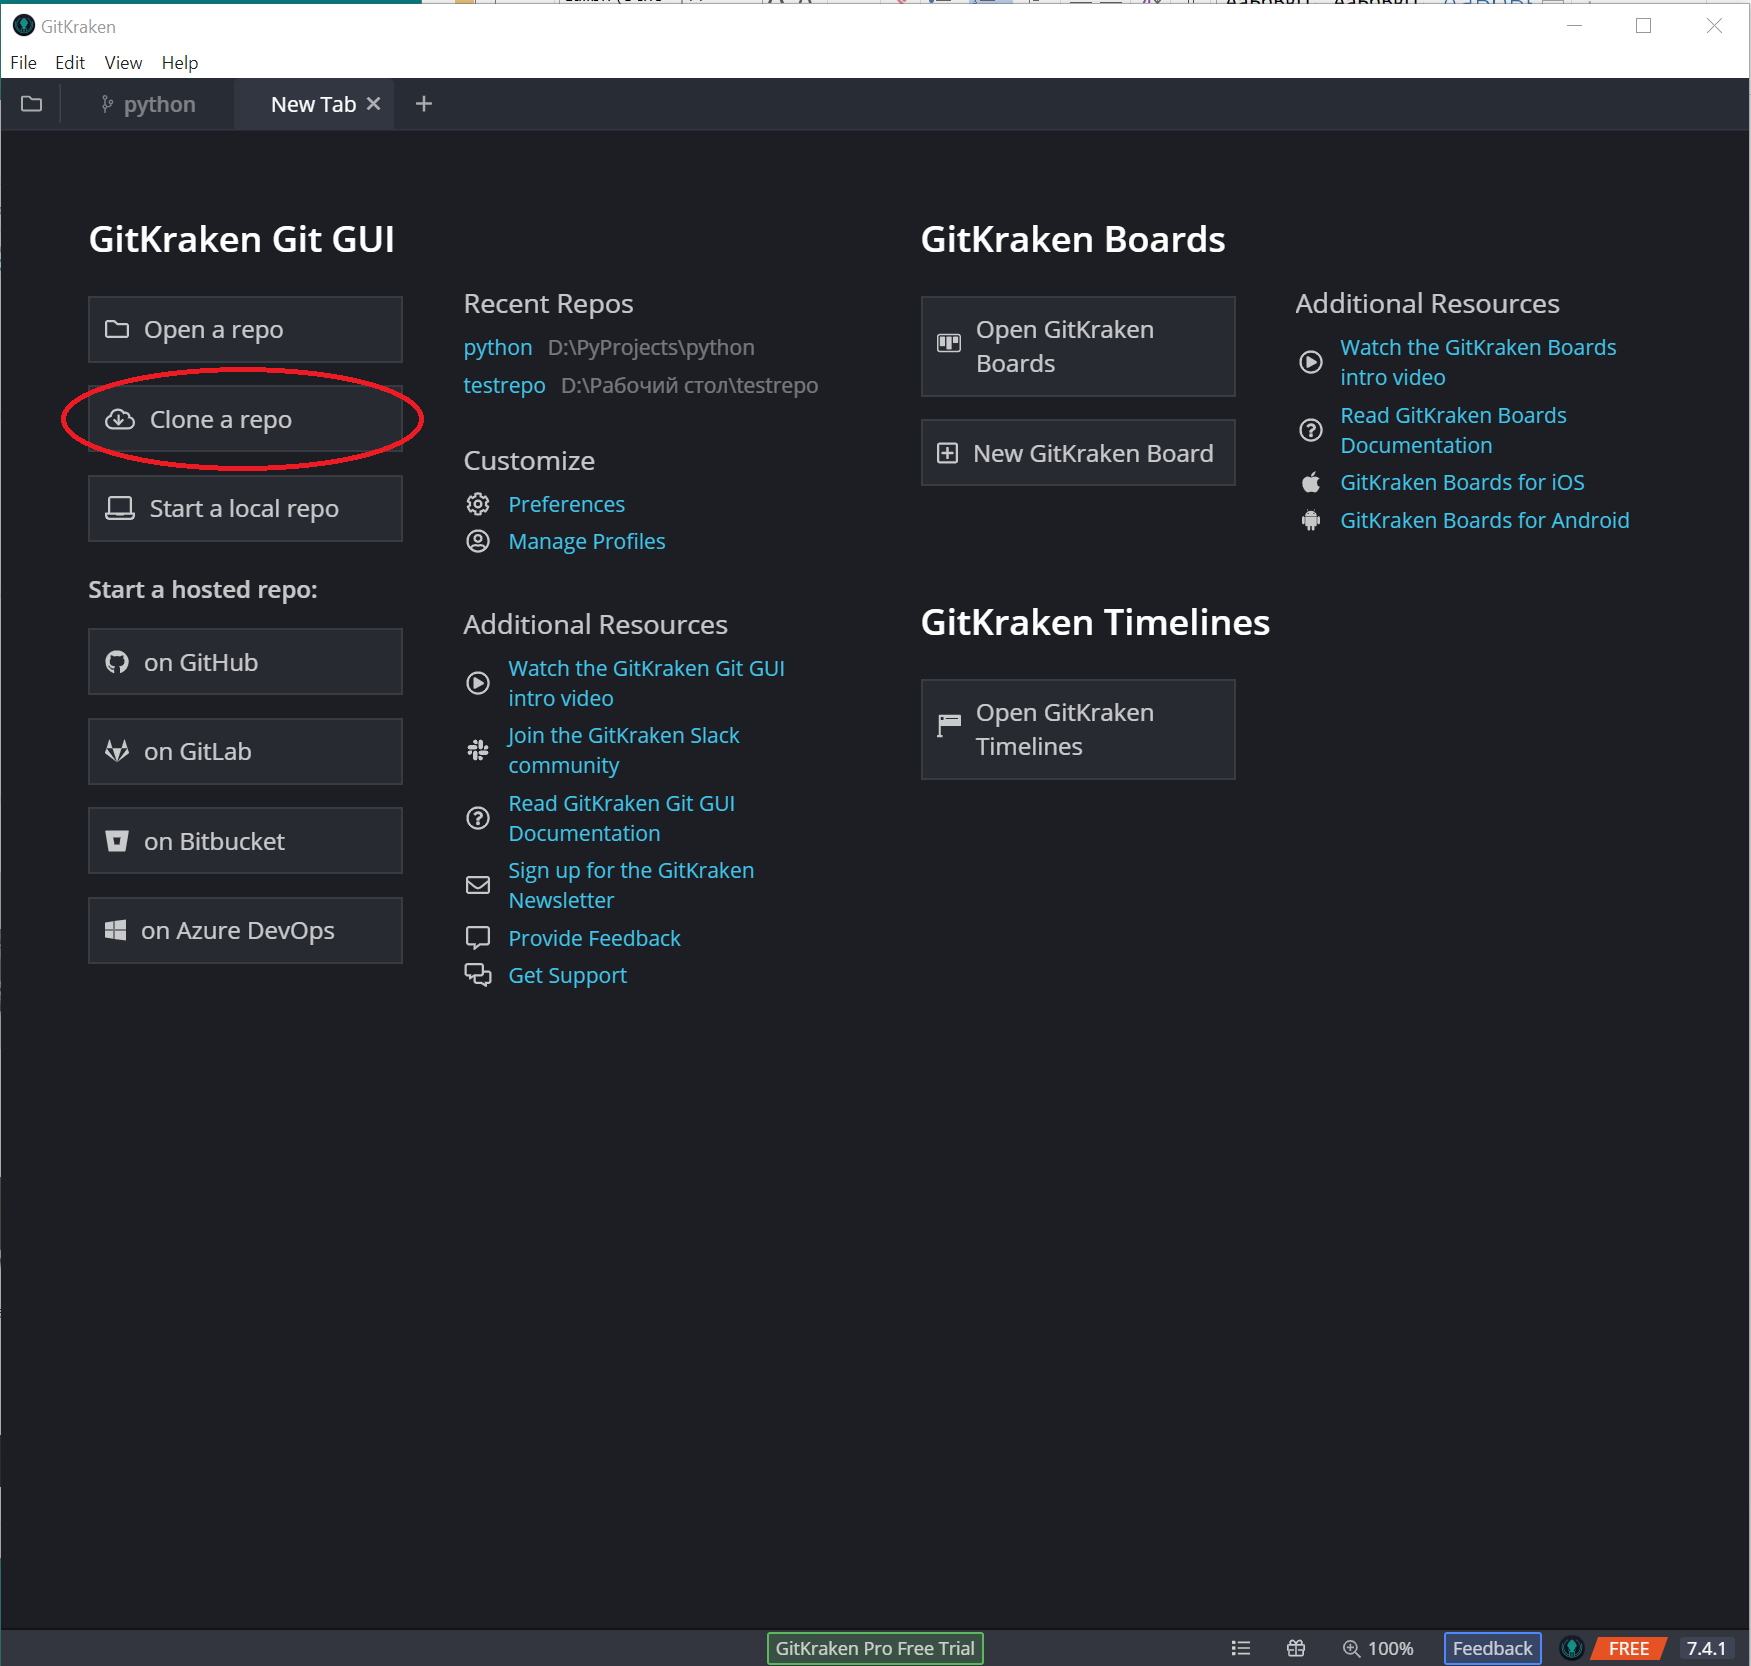 GitKraken
File Edit View Help
python New Tab
GitKraken Git GUI
Open a repo
Clone a repo
Start a local repo
Start a hosted repo:
on GitHub
on GitLab
on Bitbucket
on Azure DevOps
Recent Repos
python D:\PyProjects\python
testrepo D:\Рабочий стол\testrepo
Customize
Preferences
Manage Profiles
Additional Resources
Watch the GitKraken Git GUI
intro video
Join the GitKraken Slack
community
Read GitKraken Git GUI
Documentation
Sign up for the GitKraken
Newsletter
Provide Feedback
Get Support
GitKraken Boards
Open GitKraken
Boards
New GitKraken Board
Additional Resources
Watch the GitKraken Boards
intro video
Read GitKraken Boards
Documentation
GitKraken Boards for iOS
GitKraken Boards for Android
GitKraken Timelines
Open GitKraken
Timelines
GitKraken Pro Free Trial 100% Feedback FREE 7.4.1